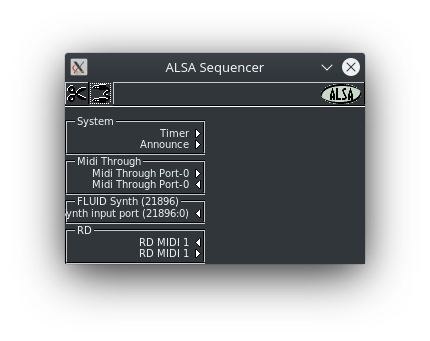 ALSA Sequencer
ALSA
System
Timer
Announce
Midi Through
Midi Through Port-0
Midi Through Port-0
FLUID Synth (21896)
ynth input port (21896:0)
RD
RD MIDI 1
RD MIDI 1